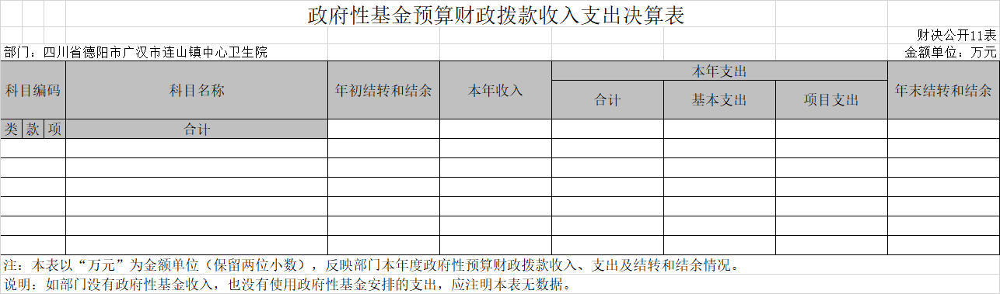 政府性基金预算财政拨款收入支出决算表
财决公开11表
部门：四川省德阳市广汉市连山镇中心卫生院 金额单位：万元
科目编码 科目名称 年初结转和结余 本年收入 本年支出 年末结转和结余
合计 基本支出 项目支出
类 款 项 合计
注：本表以“万元”为金额单位（保留两位小数），反映部门本年度政府性预算财政拨款收入、支出及结转和结余情况。
说明：如部门没有政府性基金收入，也没有使用政府性基金安排的支出，应注明本表无数据。